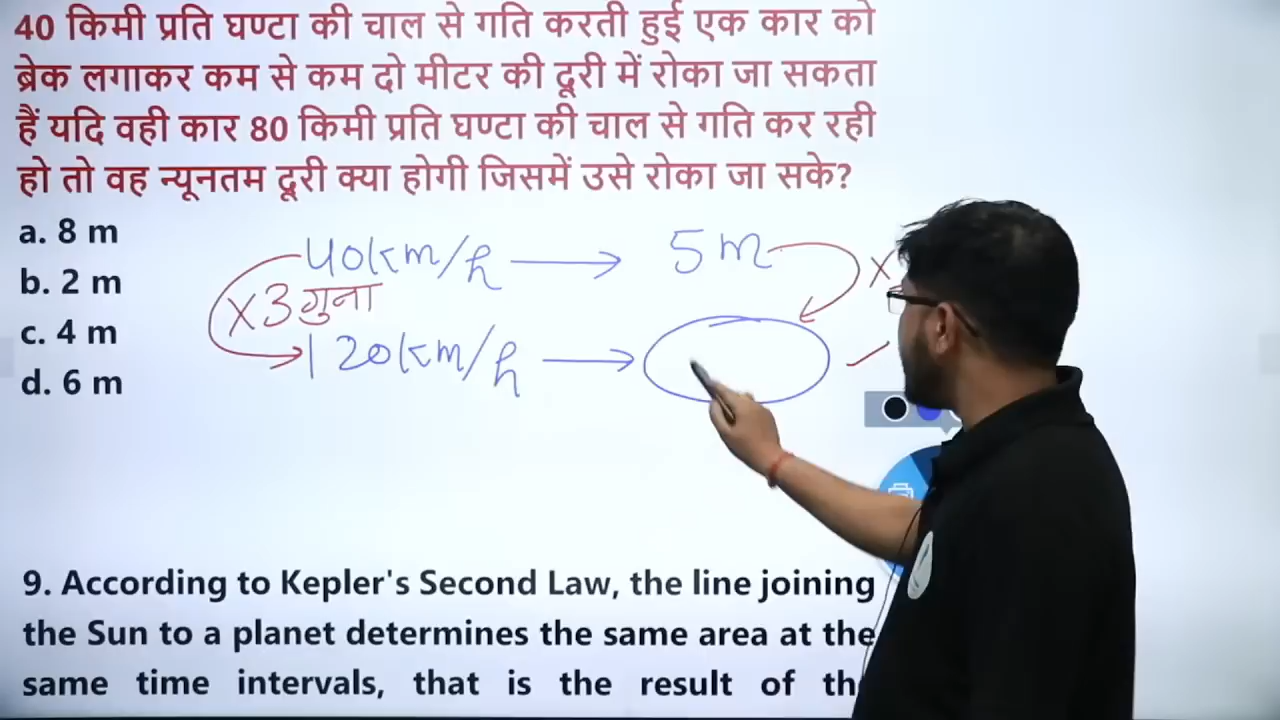 40 किमी प्रति घण्टा की चाल से गति करती हुई एक कार को
ब्रेक लगाकर कम से कम दो मीटर की दूरी में रोका जा सकता
हैं यदि वही कार 80 किमी प्रति घण्टा की चाल से गति कर रही
हो तो वह न्यूनतम दूरी क्या होगी जिसमें उसे रोका जा सके?
a. 8 m
b. 2 m
c. 4 m
d. 6 m
40km/h → 5m ×
×3 गुना
120km/h →
9. According to Kepler's Second Law, the line joining
the Sun to a planet determines the same area at the
same time intervals, that is the result of